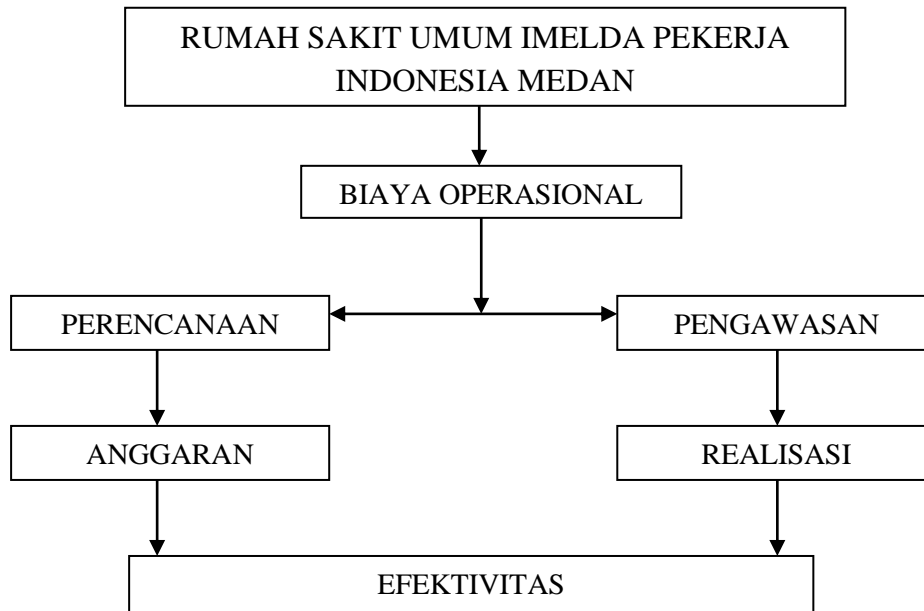 RUMAH SAKIT UMUM IMELDA PEKERJA
INDONESIA MEDAN
BIAYA OPERASIONAL
PERENCANAAN
PENGAWASAN
ANGGARAN
REALISASI
EFEKTIVITAS